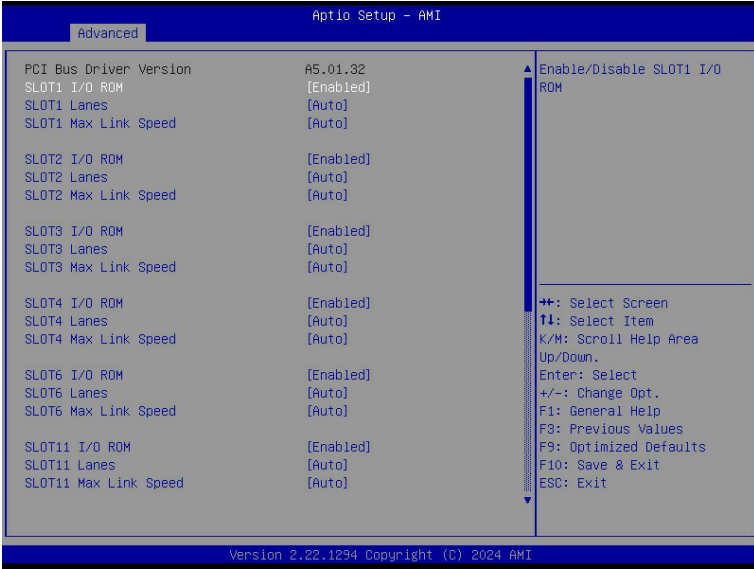 Aptio Setup – AMI
Advanced
PCI Bus Driver Version A5.01.32
SLOT1 I/O ROM [Enabled]
SLOT1 Lanes [Auto]
SLOT1 Max Link Speed [Auto]
SLOT2 I/O ROM [Enabled]
SLOT2 Lanes [Auto]
SLOT2 Max Link Speed [Auto]
SLOT3 I/O ROM [Enabled]
SLOT3 Lanes [Auto]
SLOT3 Max Link Speed [Auto]
SLOT4 I/O ROM [Enabled]
SLOT4 Lanes [Auto]
SLOT4 Max Link Speed [Auto]
SLOT6 I/O ROM [Enabled]
SLOT6 Lanes [Auto]
SLOT6 Max Link Speed [Auto]
SLOT11 I/O ROM [Enabled]
SLOT11 Lanes [Auto]
SLOT11 Max Link Speed [Auto]
Enable/Disable SLOT1 I/O
ROM
→←: Select Screen
↑↓: Select Item
K/M: Scroll Help Area
Up/Down.
Enter: Select
+/-: Change Opt.
F1: General Help
F3: Previous Values
F9: Optimized Defaults
F10: Save & Exit
ESC: Exit
Version 2.22.1294 Copyright (C) 2024 AMI